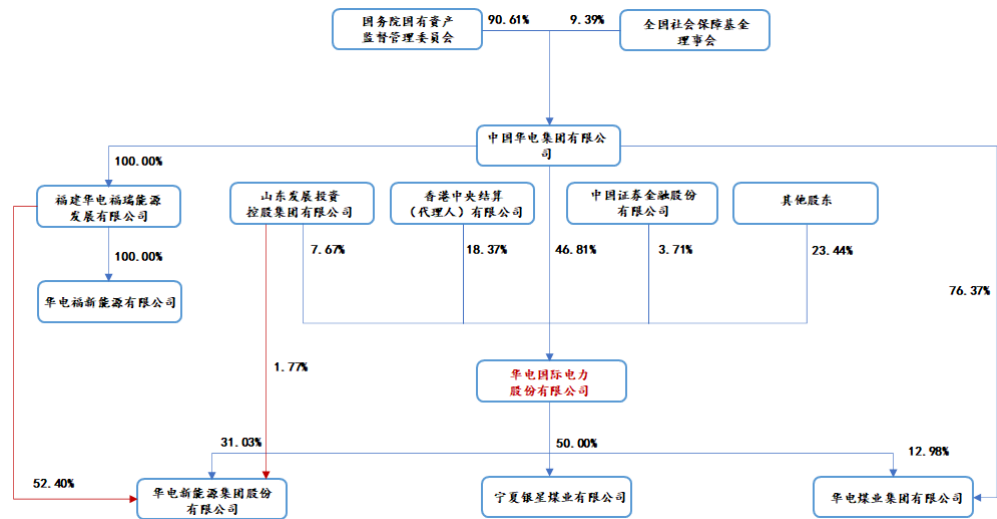 国务院国有资产
监督管理委员会
90.61%
9.39%
全国社会保障基金
理事会
中国华电集团有限公
司
100.00%
福建华电福瑞能源
发展有限公司
山东发展投资
控股集团有限公司
香港中央结算
（代理人）有限公司
中国证券金融股份
有限公司
其他股东
7.67%
18.37%
46.81%
3.71%
23.44%
100.00%
76.37%
华电福新能源有限公司
1.77%
华电国际电力
股份有限公司
31.03%
50.00%
12.98%
52.40%
华电新能源集团股份
有限公司
宁夏银星煤业有限公司
华电煤业集团有限公司